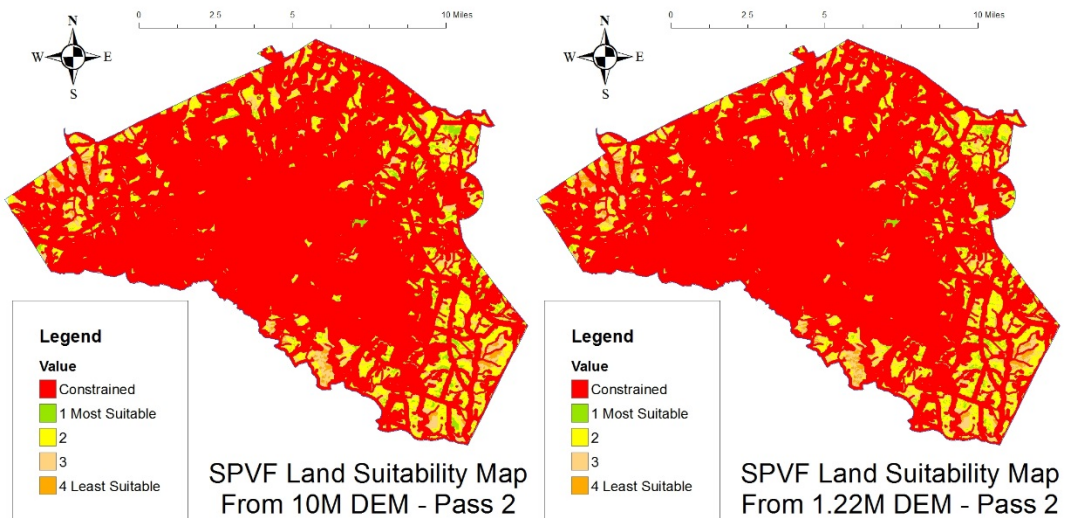 0 2.5 5 10 Miles
N
W E
S
Legend
Value
Constrained
1 Most Suitable
2
3
4 Least Suitable
SPVF Land Suitability Map
From 10M DEM - Pass 2
0 2.5 5 10 Miles
N
W E
S
Legend
Value
Constrained
1 Most Suitable
2
3
4 Least Suitable
SPVF Land Suitability Map
From 1.22M DEM - Pass 2